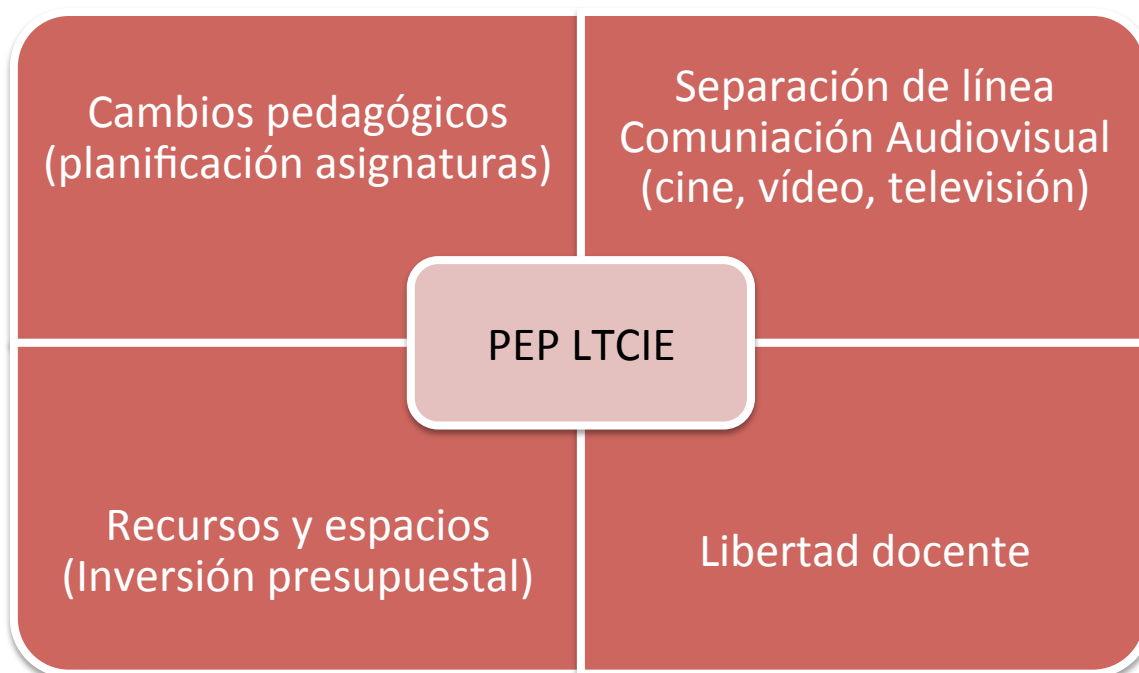 Cambios pedagógicos
(planificación asignaturas)
Separación de línea
Comuniación Audiovisual
(cine, vídeo, televisión)
PEP LTCIE
Recursos y espacios
(Inversión presupuestal)
Libertad docente